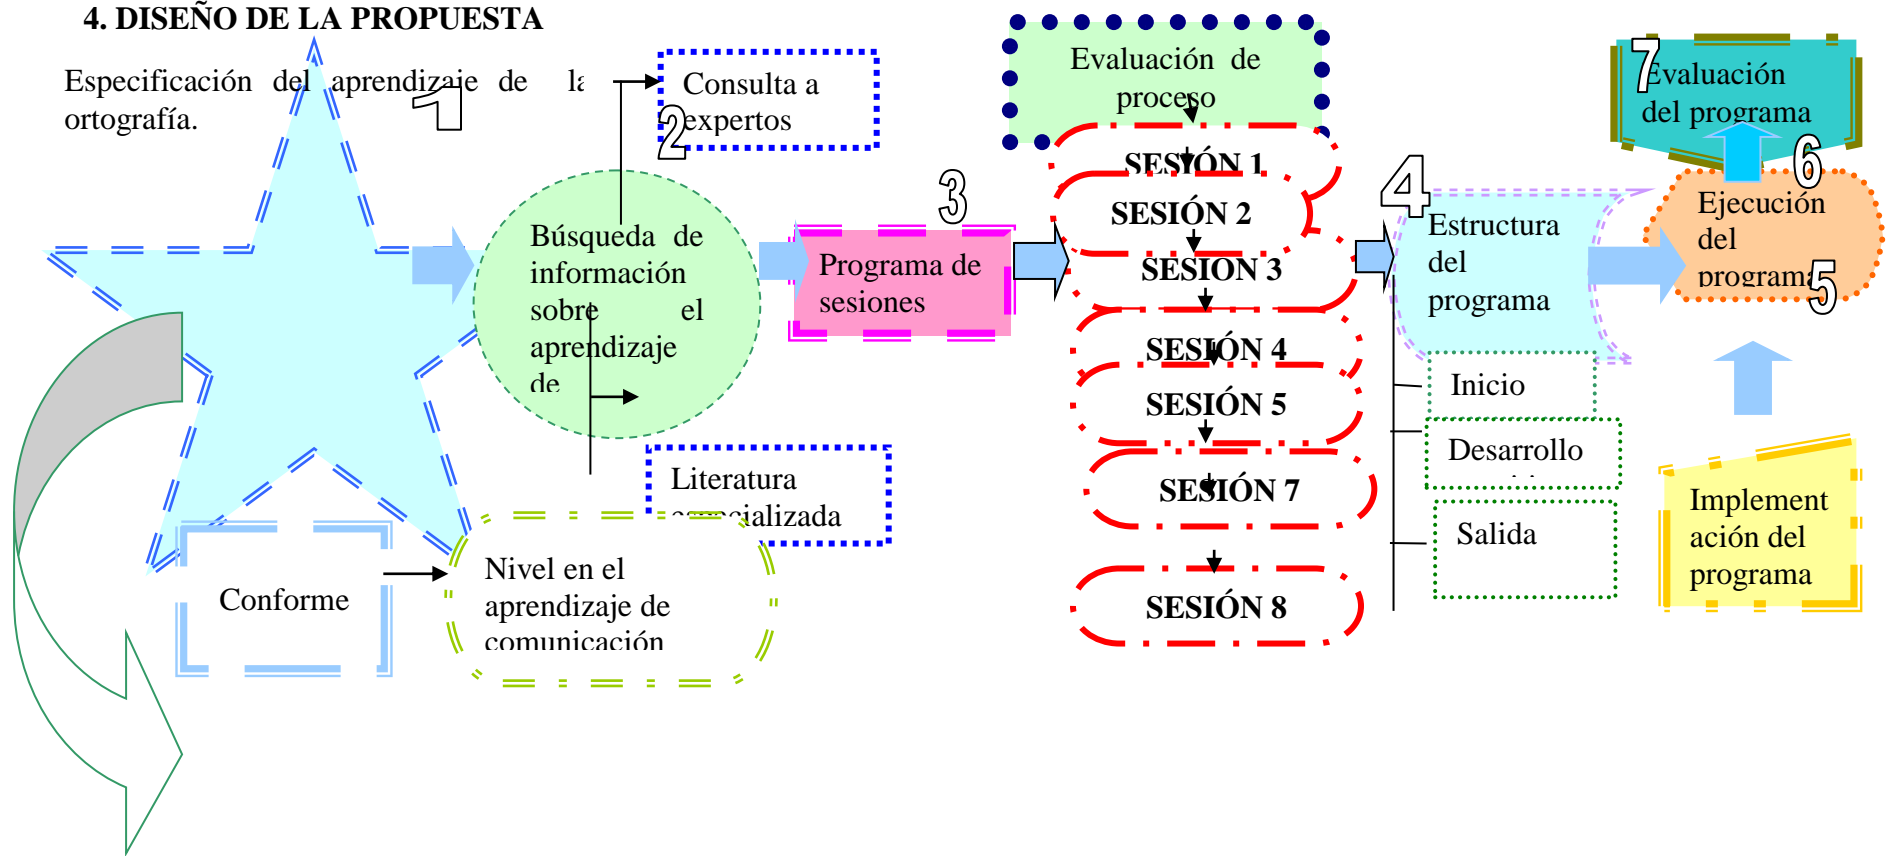 4. DISEÑO DE LA PROPUESTA
Especificación del aprendizaje de la
ortografía.
1
Consulta a
expertos
2
Búsqueda de
información
sobre el
aprendizaje
de
Literatura
especializada
Conforme
Nivel en el
aprendizaje de
comunicación
3
Programa de
sesiones
Evaluación de
proceso
SESIÓN 1
SESIÓN 2
SESIÓN 3
SESIÓN 4
SESIÓN 5
SESIÓN 7
SESIÓN 8
4
Estructura
del
programa
Inicio
Desarrollo
Salida
7
Evaluación
del programa
6
Ejecución
del
programa
5
Implement
ación del
programa